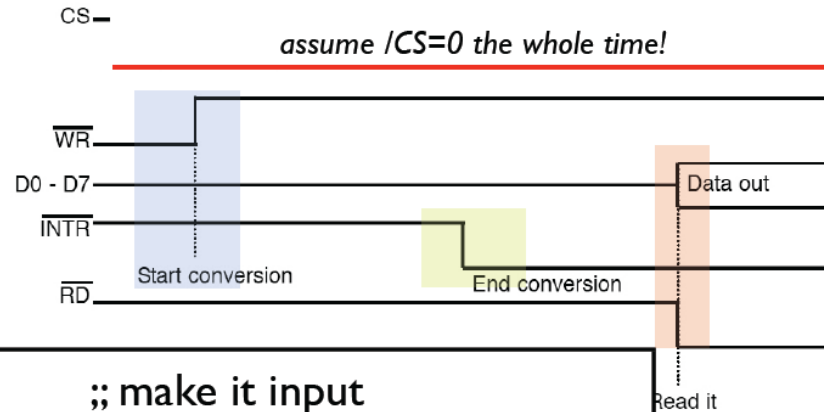 CS
assume /CS=0 the whole time!
WR
D0 - D7
Data out
INTR
Start conversion
End conversion
RD
;; make it input
Read it